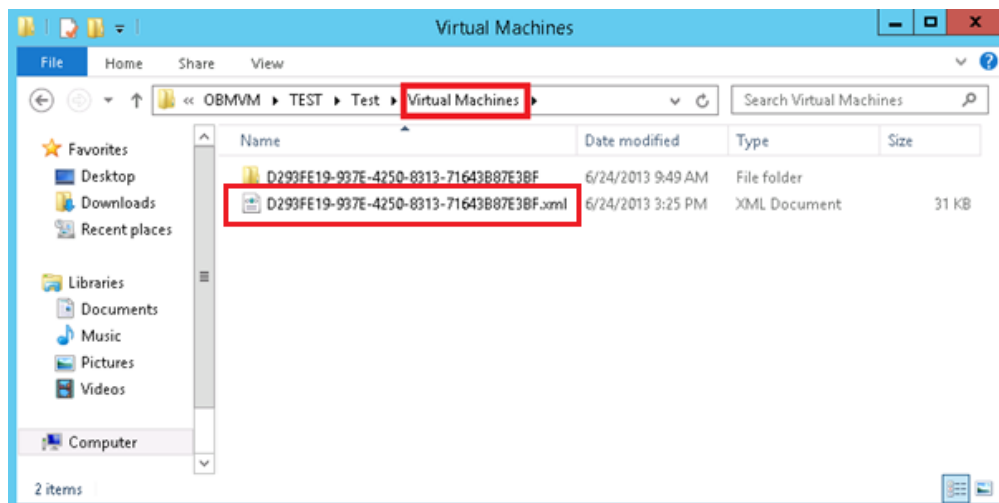 Virtual Machines
File Home Share View
« OBMVM TEST Test Virtual Machines Search Virtual Machines
Name Date modified Type Size
Favorites
Desktop
Downloads
Recent places
Libraries
Documents
Music
Pictures
Videos
Computer
D293FE19-937E-4250-8313-71643B87E3BF 6/24/2013 9:49 AM File folder
D293FE19-937E-4250-8313-71643B87E3BF.xml 6/24/2013 3:25 PM XML Document 31 KB
2 items